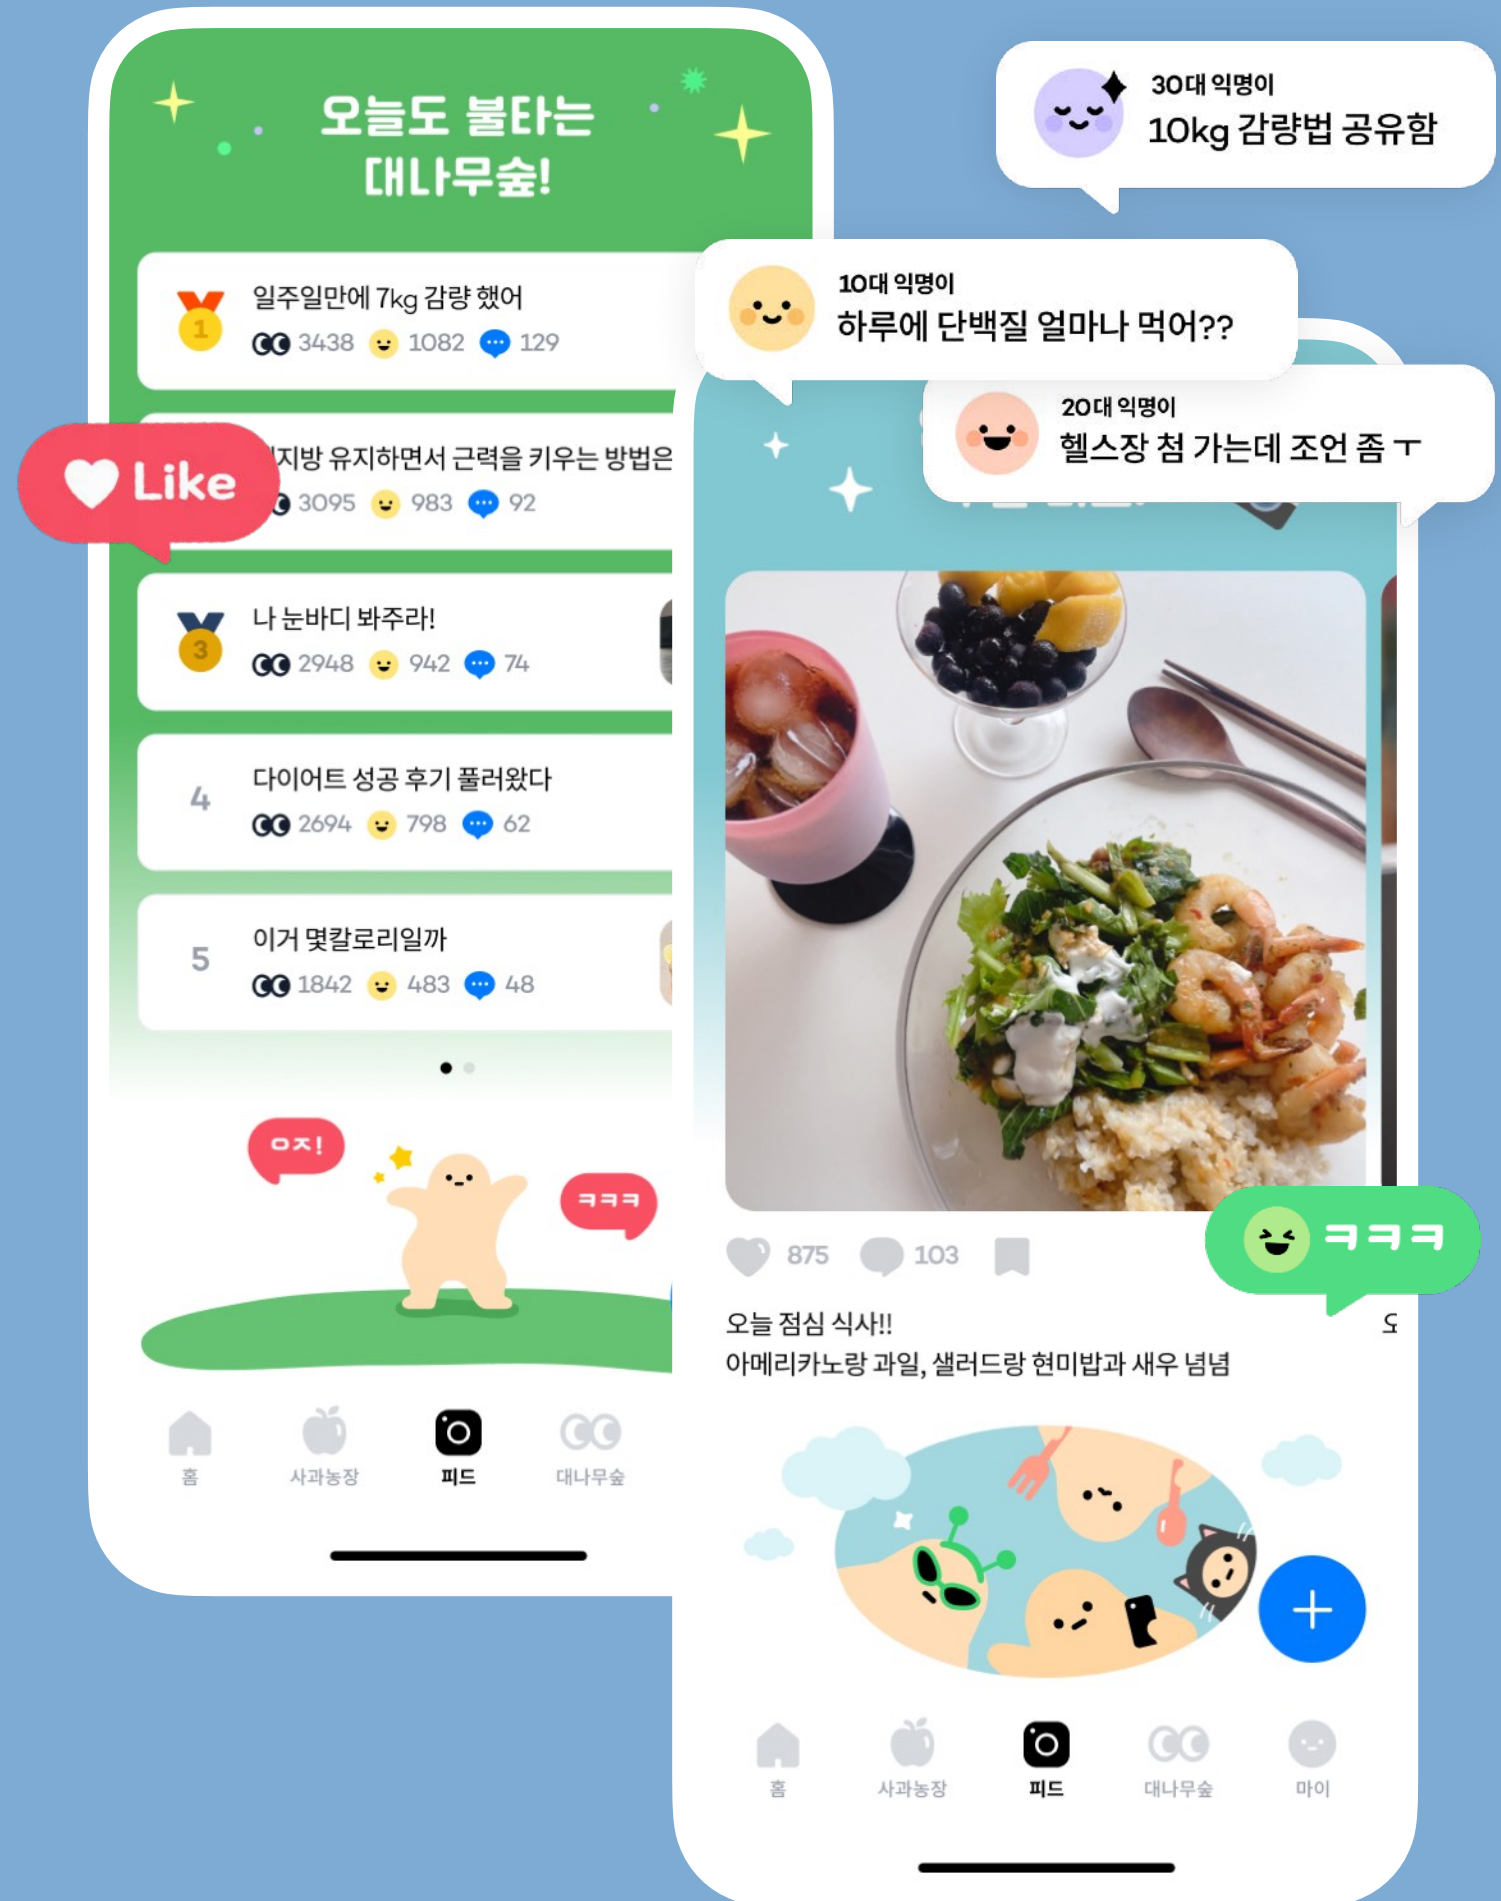 오늘도 불타는
대나무숲!
1
일주일만에 7kg 감량 했어
3438 1082 129
지방 유지하면서 근력을 키우는 방법은
3095 983 92
Like
3
나 눈바디 봐주라!
2948 942 74
4
다이어트 성공 후기 풀러왔다
2694 798 62
5
이거 몇칼로리일까
1842 483 48
ㅇㅈ!
ㅋㅋㅋ
홈 사과농장 피드 대나무숲
30대 익명이
10kg 감량법 공유함
10대 익명이
하루에 단백질 얼마나 먹어??
20대 익명이
헬스장 첨 가는데 조언 좀 ㅜ
ㅋㅋㅋ
875 103
오늘 점심 식사!!
아메리카노랑 과일, 샐러드랑 현미밥과 새우 념념
홈 사과농장 피드 대나무숲 마이